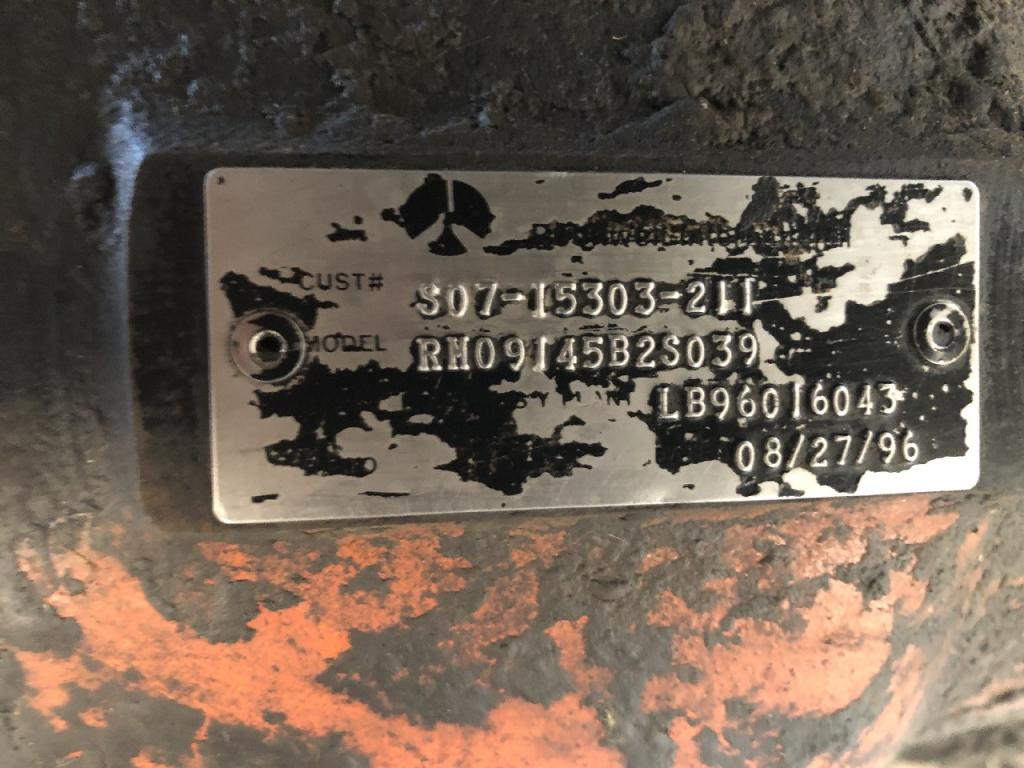 CUST# S07-15303-211
MODEL RM09145B2S039
LB96016043
08/27/96